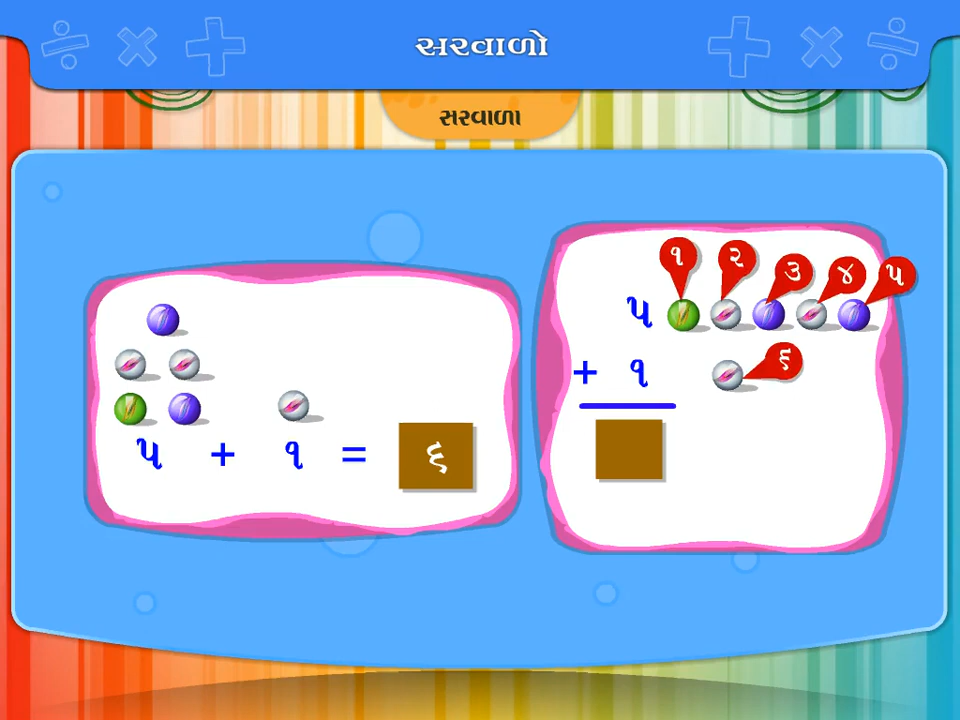 સરવાળો
સરવાળા
૫ + ૧ = ૬
૧ ૨ ૩ ૪ ૫
૫
૬
+ ૧